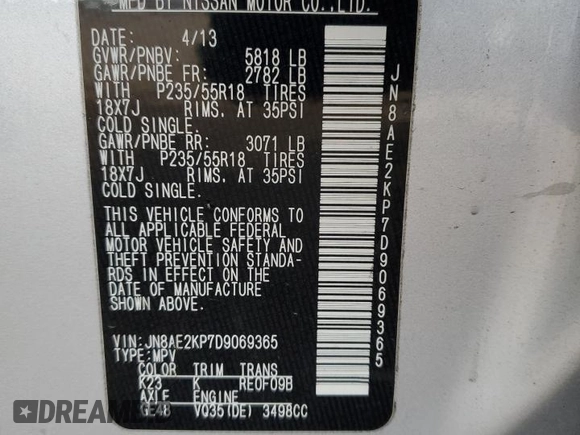 MFD BY NISSAN MOTOR CO.,LTD.
4/13
GVWR/PNBV: 5818 LB
GAWR/PNBE FR: 2782 LB
WITH P235/55R18 TIRES
18X7J RIMS. AT 35PSI
COLD SINGLE.
GAWR/PNBE RR: 3071 LB
WITH P235/55R18 TIRES
18X7J RIMS. AT 35PSI
COLD SINGLE.
THIS VEHICLE CONFORMS TO
ALL APPLICABLE FEDERAL
MOTOR VEHICLE SAFETY AND
THEFT PREVENTION STANDA-
RDS IN EFFECT ON THE
DATE OF MANUFACTURE
SHOWN ABOVE.
VIN:JN8AE2KP7D9069365
TYPE:MPV
COLOR TRIM TRANS
K23 K RE0F09B
AXLE ENGINE
GE48 VQ35(DE) 3498CC
JN8AE2KP7D9069365